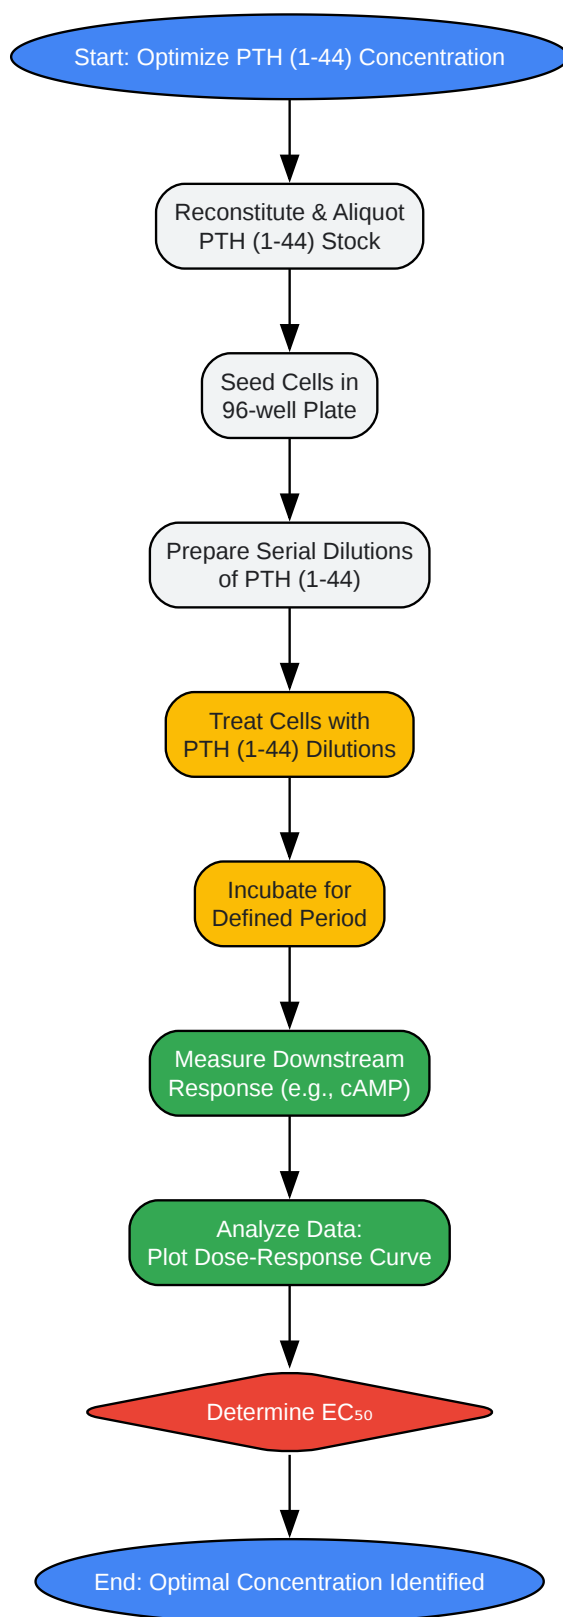 Start: Optimize PTH (1-44) Concentration
Reconstitute & Aliquot
PTH (1-44) Stock
Seed Cells in
96-well Plate
Prepare Serial Dilutions
of PTH (1-44)
Treat Cells with
PTH (1-44) Dilutions
Incubate for
Defined Period
Measure Downstream
Response (e.g., cAMP)
Analyze Data:
Plot Dose-Response Curve
Determine EC₅₀
End: Optimal Concentration Identified